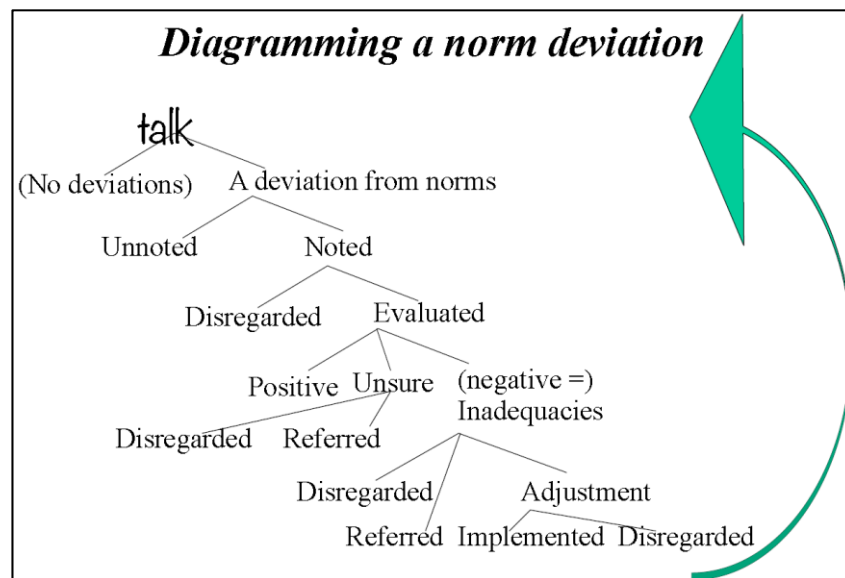 Diagramming a norm deviation
talk
(No deviations) A deviation from norms
Unnoted Noted
Disregarded Evaluated
Positive Unsure (negative =)
Inadequacies
Disregarded Referred
Disregarded Adjustment
Referred Implemented Disregarded